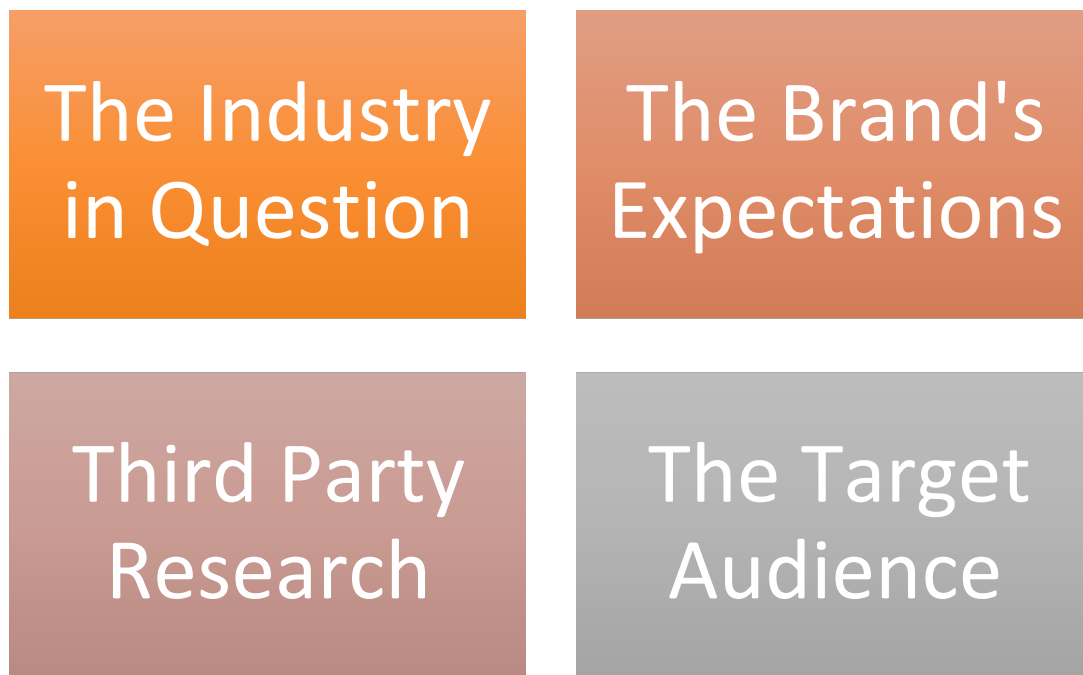 The Industry
in Question
The Brand's
Expectations
Third Party
Research
The Target
Audience